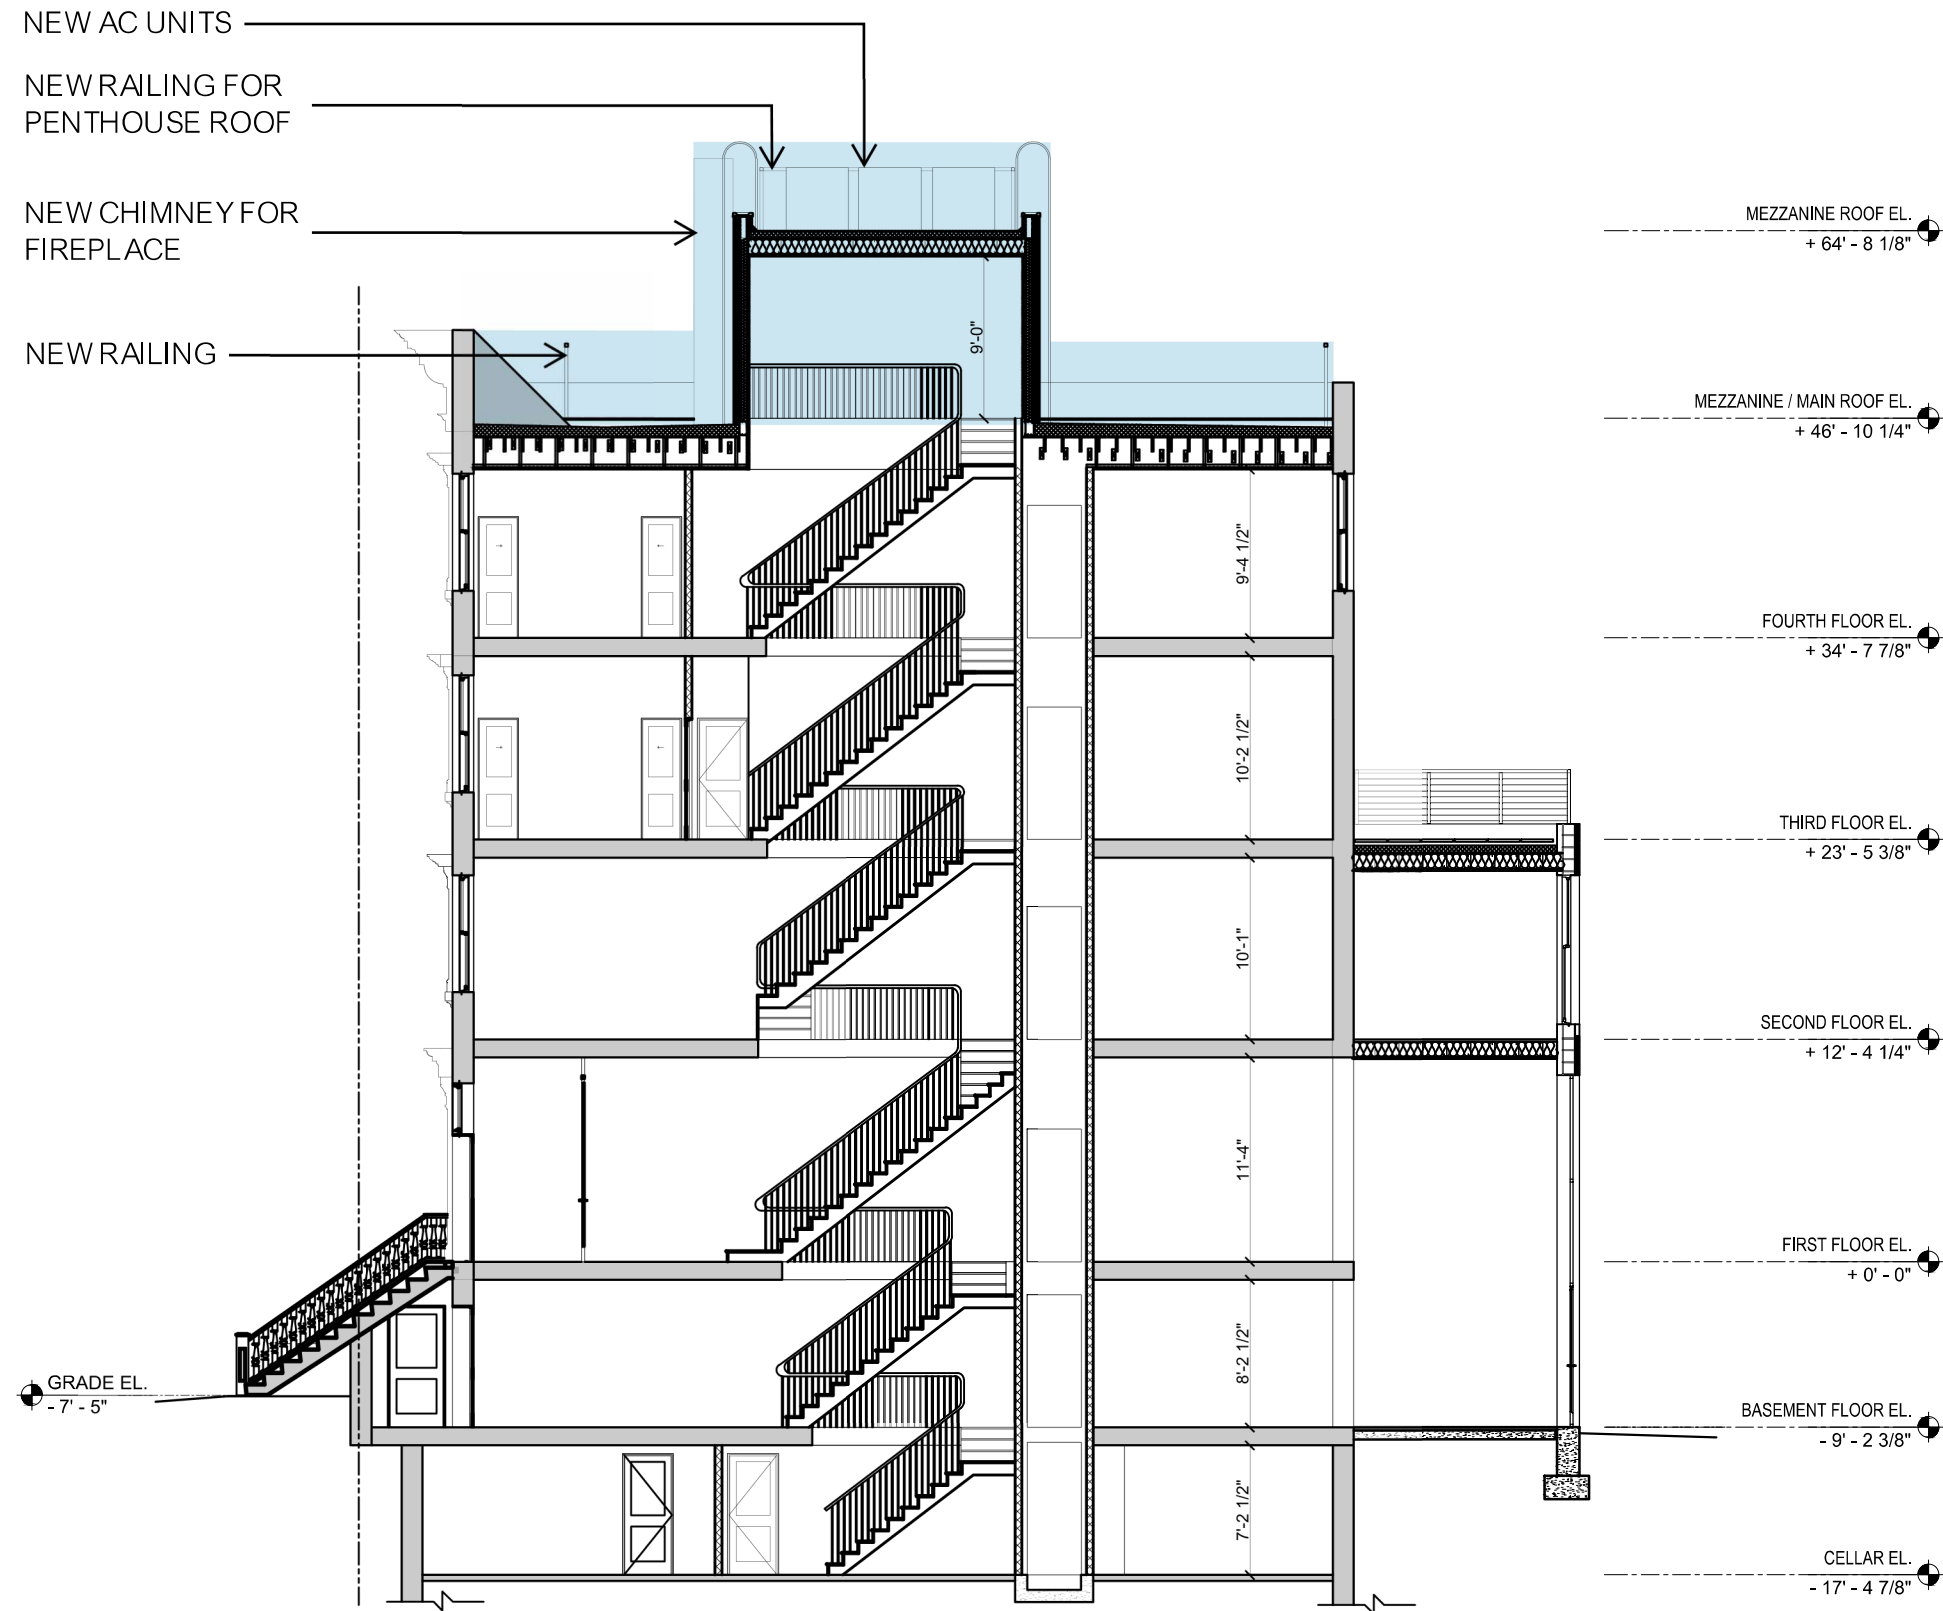 NEW AC UNITS
NEW RAILING FOR
PENTHOUSE ROOF
NEW CHIMNEY FOR
FIREPLACE
NEW RAILING
MEZZANINE ROOF EL.
+ 64' - 8 1/8"
9'-0"
MEZZANINE / MAIN ROOF EL.
+ 46' - 10 1/4"
9'-4 1/2"
FOURTH FLOOR EL.
+ 34' - 7 7/8"
10'-2 1/2"
THIRD FLOOR EL.
+ 23' - 5 3/8"
10'-1"
SECOND FLOOR EL.
+ 12' - 4 1/4"
11'-4"
FIRST FLOOR EL.
+ 0' - 0"
8'-2 1/2"
GRADE EL.
- 7' - 5"
BASEMENT FLOOR EL.
- 9' - 2 3/8"
7'-2 1/2"
CELLAR EL.
- 17' - 4 7/8"